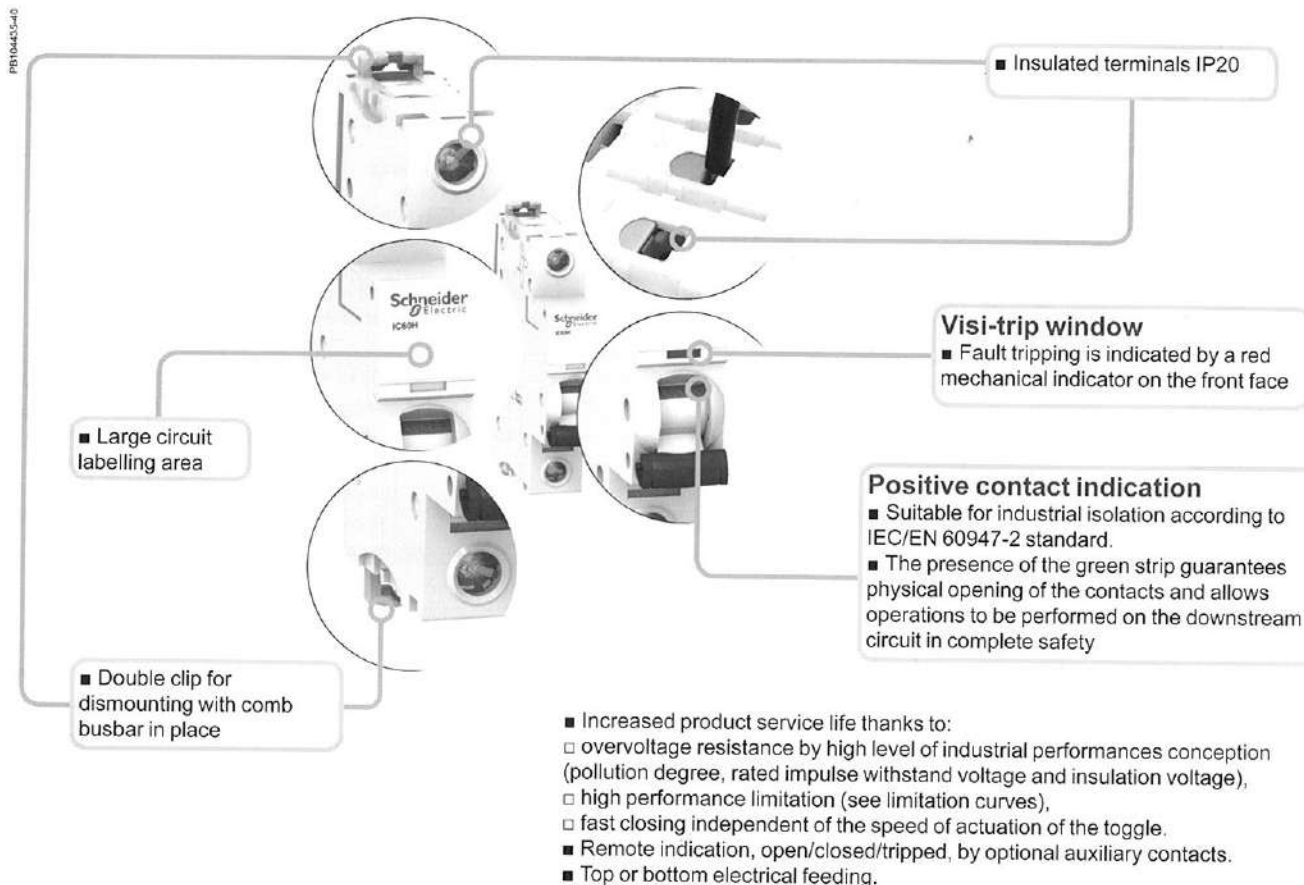 PB104435-40
■ Insulated terminals IP20
Schneider
Electric
IC60H
Schneider
Electric
Visi-trip window
■ Fault tripping is indicated by a red
mechanical indicator on the front face
■ Large circuit
labelling area
Positive contact indication
■ Suitable for industrial isolation according to
IEC/EN 60947-2 standard.
■ The presence of the green strip guarantees
physical opening of the contacts and allows
operations to be performed on the downstream
circuit in complete safety
■ Double clip for
dismounting with comb
busbar in place
■ Increased product service life thanks to:
□ overvoltage resistance by high level of industrial performances conception
(pollution degree, rated impulse withstand voltage and insulation voltage),
□ high performance limitation (see limitation curves),
□ fast closing independent of the speed of actuation of the toggle.
■ Remote indication, open/closed/tripped, by optional auxiliary contacts.
■ Top or bottom electrical feeding.